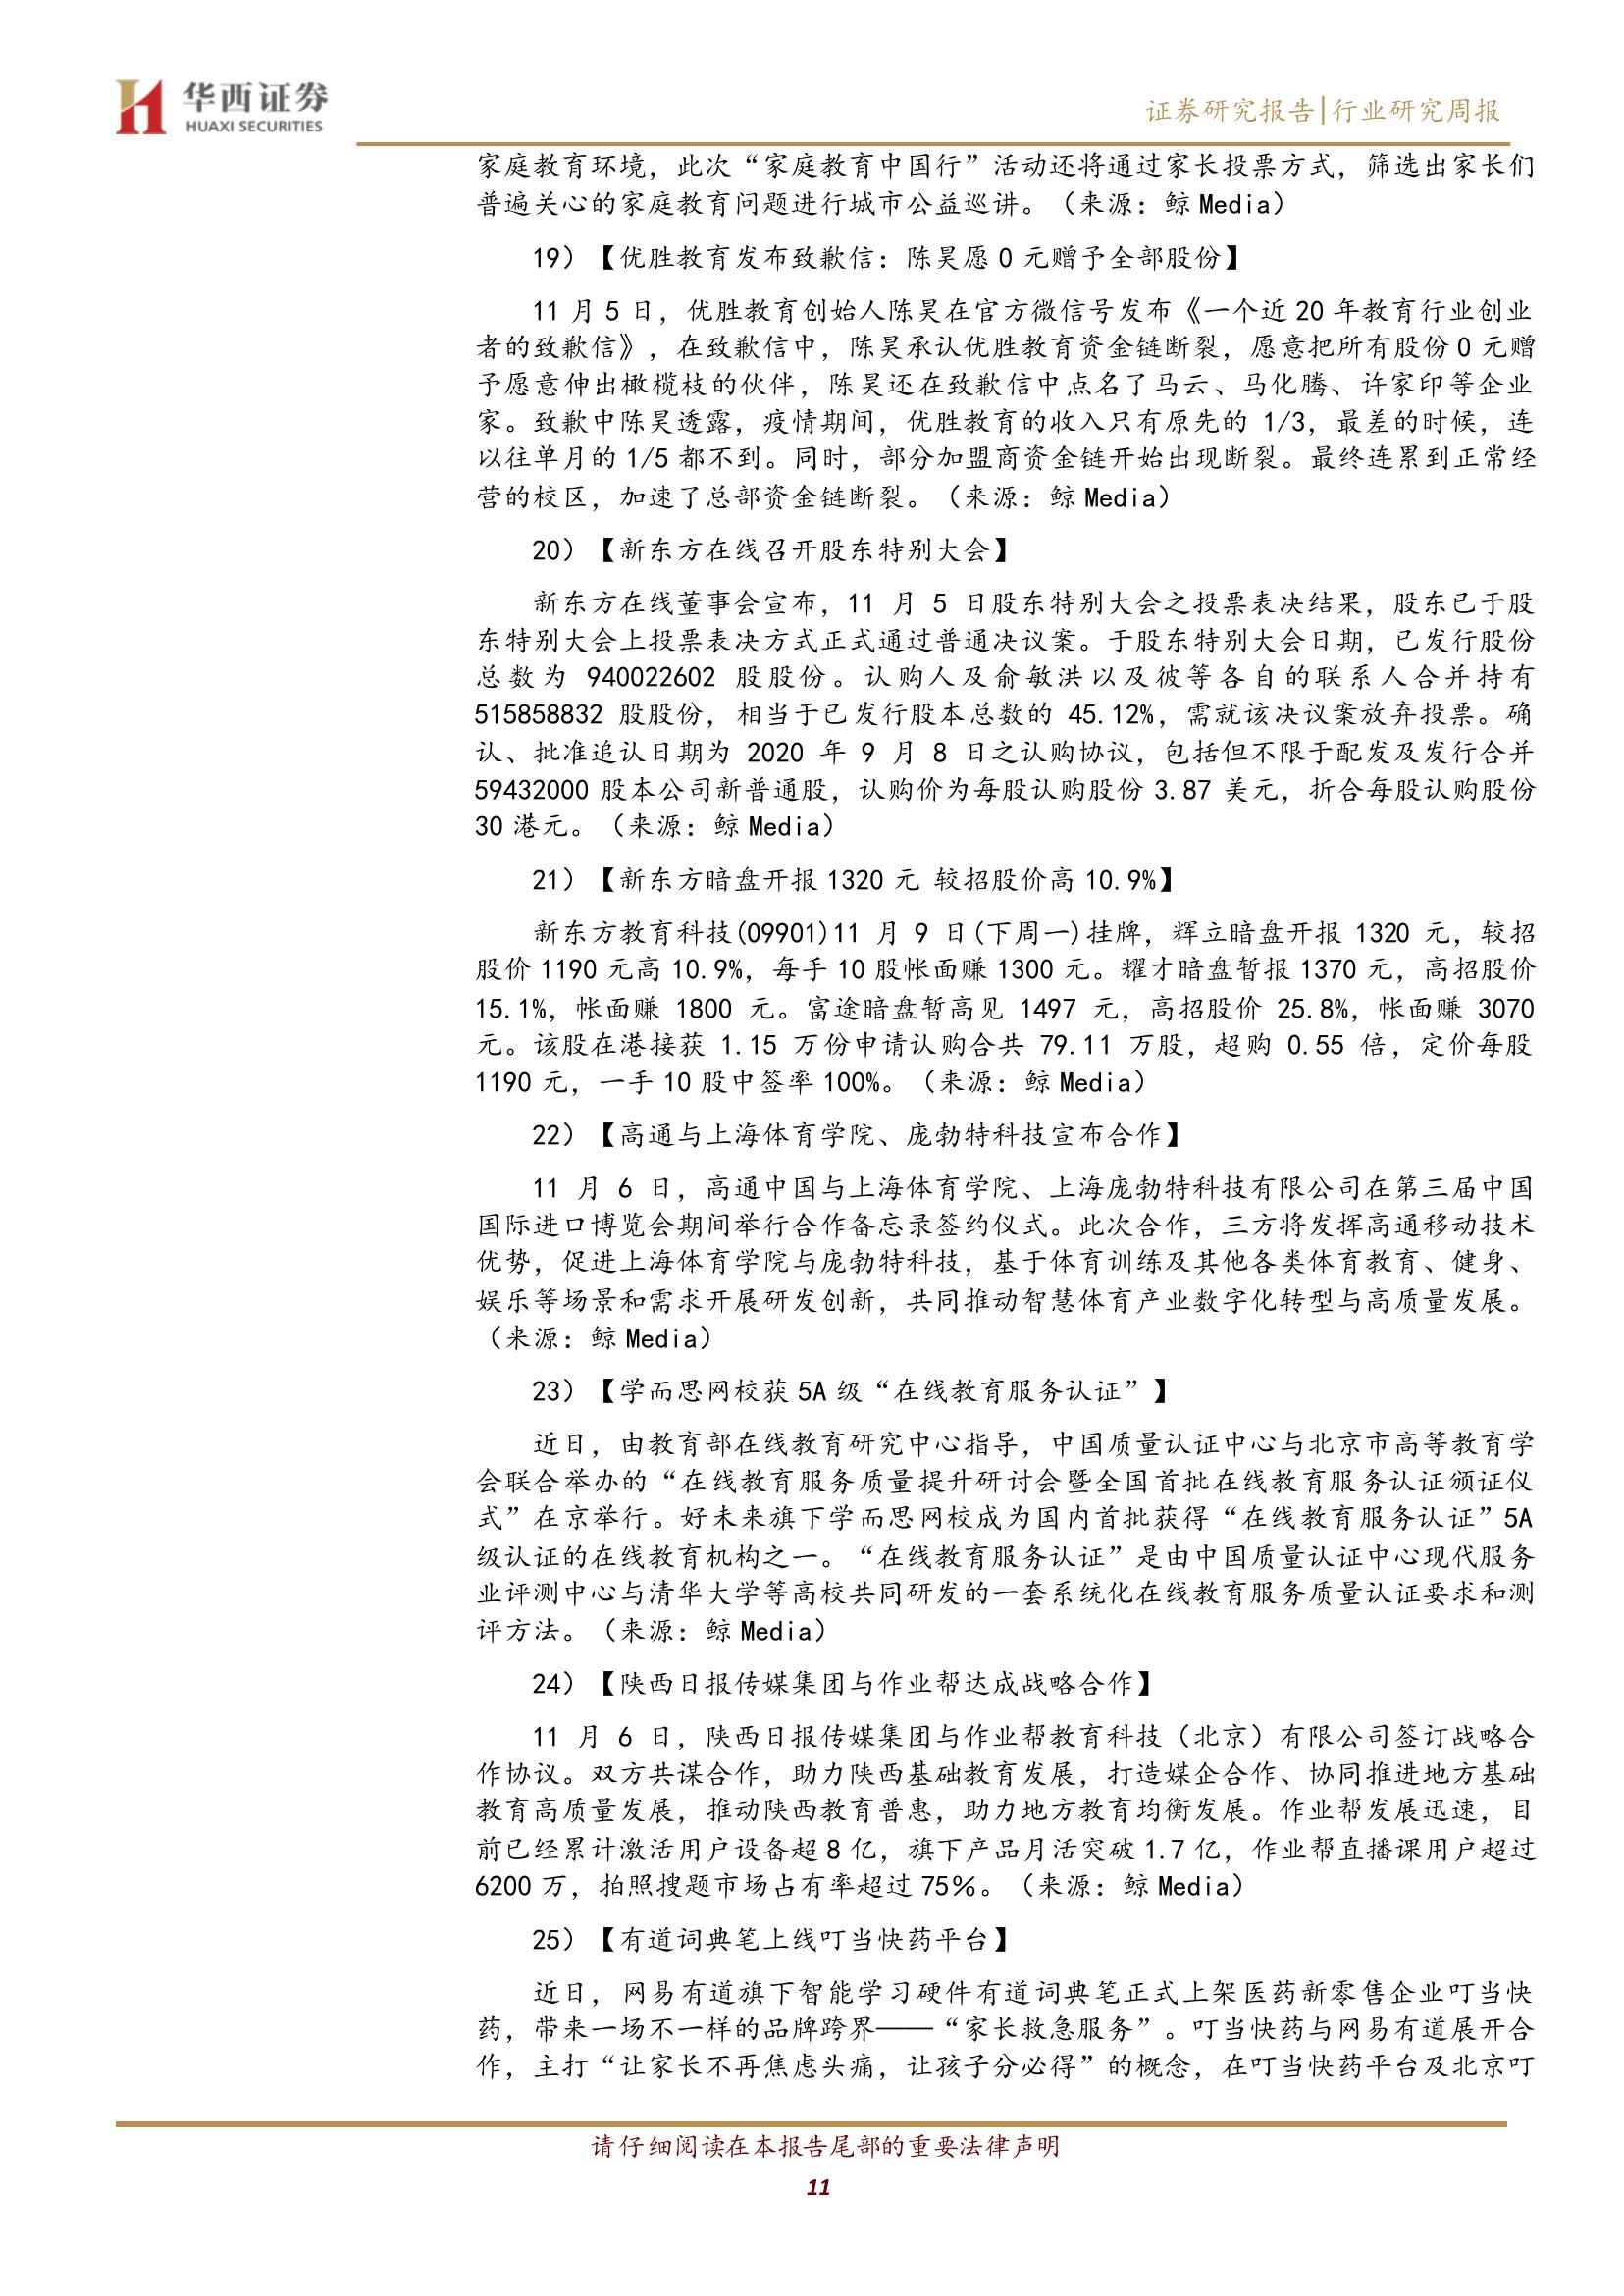 华西证券
HUAXI SECURITIES
证券研究报告|行业研究周报
家庭教育环境，此次“家庭教育中国行”活动还将通过家长投票方式，筛选出家长们
普遍关心的家庭教育问题进行城市公益巡讲。（来源：鲸 Media）
19）【优胜教育发布致歉信：陈昊愿 0 元赠予全部股份】
11 月 5 日，优胜教育创始人陈昊在官方微信号发布《一个近 20 年教育行业创业
者的致歉信》，在致歉信中，陈昊承认优胜教育资金链断裂，愿意把所有股份 0 元赠
予愿意伸出橄榄枝的伙伴，陈昊还在致歉信中点名了马云、马化腾、许家印等企业
家。致歉中陈昊透露，疫情期间，优胜教育的收入只有原先的 1/3，最差的时候，连
以往单月的 1/5 都不到。同时，部分加盟商资金链开始出现断裂。最终连累到正常经
营的校区，加速了总部资金链断裂。（来源：鲸 Media）
20）【新东方在线召开股东特别大会】
新东方在线董事会宣布，11 月 5 日股东特别大会之投票表决结果，股东已于股
东特别大会上投票表决方式正式通过普通决议案。于股东特别大会日期，已发行股份
总数为 940022602 股股份。认购人及俞敏洪以及彼等各自的联系人合并持有
515858832 股股份，相当于已发行股本总数的 45.12%，需就该决议案放弃投票。确
认、批准追认日期为 2020 年 9 月 8 日之认购协议，包括但不限于配发及发行合并
59432000 股本公司新普通股，认购价为每股认购股份 3.87 美元，折合每股认购股份
30 港元。（来源：鲸 Media）
21）【新东方暗盘开报 1320 元 较招股价高 10.9%】
新东方教育科技(09901)11 月 9 日(下周一)挂牌，辉立暗盘开报 1320 元，较招
股价 1190 元高 10.9%，每手 10 股帐面赚 1300 元。耀才暗盘暂报 1370 元，高招股价
15.1%，帐面赚 1800 元。富途暗盘暂高见 1497 元，高招股价 25.8%，帐面赚 3070
元。该股在港接获 1.15 万份申请认购合共 79.11 万股，超购 0.55 倍，定价每股
1190 元，一手 10 股中签率 100%。（来源：鲸 Media）
22）【高通与上海体育学院、庞勃特科技宣布合作】
11 月 6 日，高通中国与上海体育学院、上海庞勃特科技有限公司在第三届中国
国际进口博览会期间举行合作备忘录签约仪式。此次合作，三方将发挥高通移动技术
优势，促进上海体育学院与庞勃特科技，基于体育训练及其他各类体育教育、健身、
娱乐等场景和需求开展研发创新，共同推动智慧体育产业数字化转型与高质量发展。
（来源：鲸 Media）
23）【学而思网校获 5A 级“在线教育服务认证”】
近日，由教育部在线教育研究中心指导，中国质量认证中心与北京市高等教育学
会联合举办的“在线教育服务质量提升研讨会暨全国首批在线教育服务认证颁证仪
式”在京举行。好未来旗下学而思网校成为国内首批获得“在线教育服务认证”5A
级认证的在线教育机构之一。“在线教育服务认证”是由中国质量认证中心现代服务
业评测中心与清华大学等高校共同研发的一套系统化在线教育服务质量认证要求和测
评方法。（来源：鲸 Media）
24）【陕西日报传媒集团与作业帮达成战略合作】
11 月 6 日，陕西日报传媒集团与作业帮教育科技（北京）有限公司签订战略合
作协议。双方共谋合作，助力陕西基础教育发展，打造媒企合作、协同推进地方基础
教育高质量发展，推动陕西教育普惠，助力地方教育均衡发展。作业帮发展迅速，目
前已经累计激活用户设备超 8 亿，旗下产品月活突破 1.7 亿，作业帮直播课用户超过
6200 万，拍照搜题市场占有率超过 75％。（来源：鲸 Media）
25）【有道词典笔上线叮当快药平台】
近日，网易有道旗下智能学习硬件有道词典笔正式上架医药新零售企业叮当快
药，带来一场不一样的品牌跨界——“家长救急服务”。叮当快药与网易有道展开合
作，主打“让家长不再焦虑头痛，让孩子分必得”的概念，在叮当快药平台及北京叮
请仔细阅读在本报告尾部的重要法律声明
11